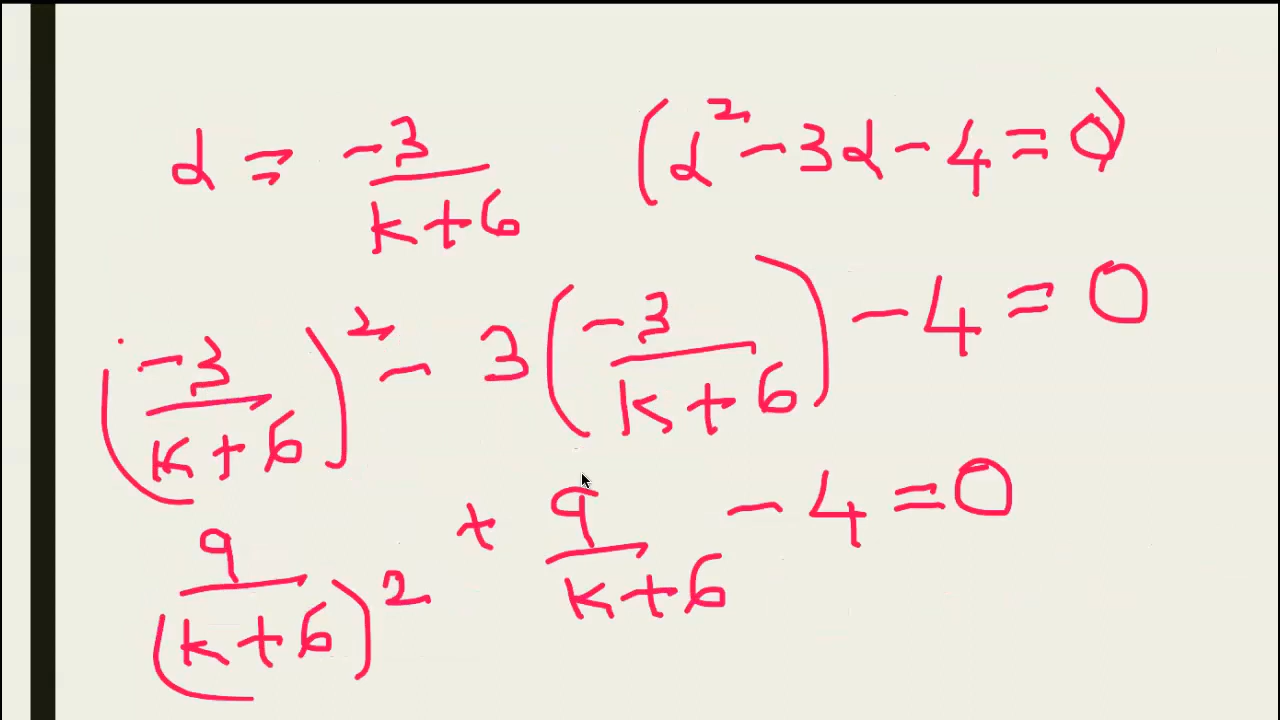 α = -3/(k+6) (α² - 3α - 4 = 0)
(-3/(k+6))² - 3(-3/(k+6)) - 4 = 0
9/(k+6)² + 9/(k+6) - 4 = 0